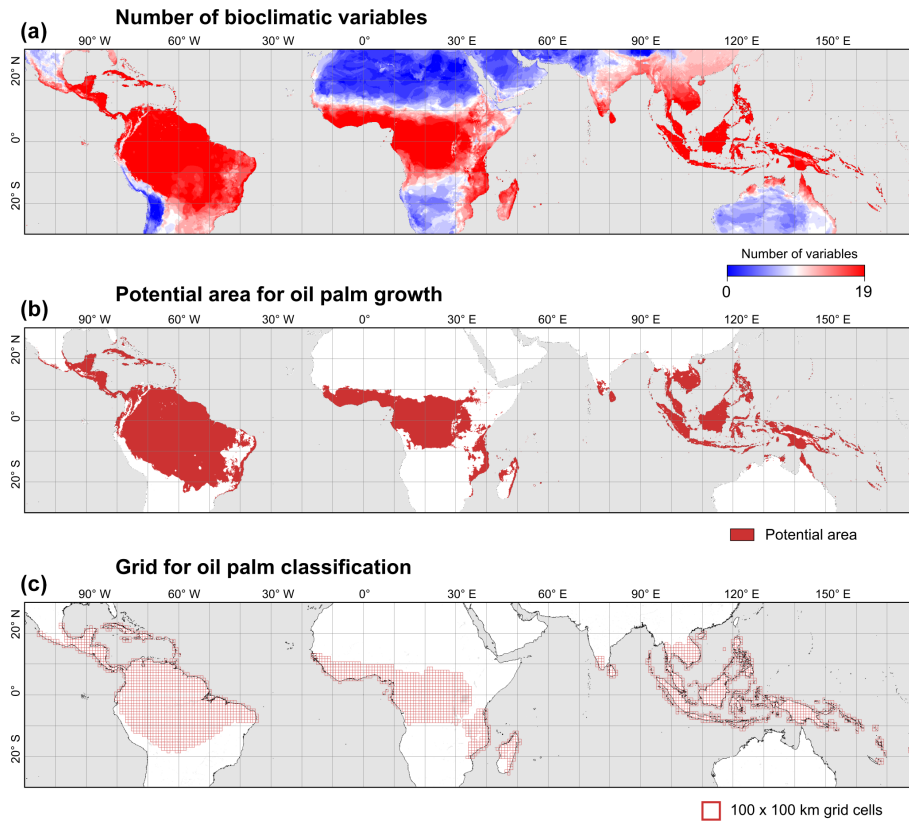 Number of bioclimatic variables
(a)
90° W 60° W 30° W 0° 30° E 60° E 90° E 120° E 150° E
20° N
0°
20° S
Number of variables
0 19
Potential area for oil palm growth
(b)
90° W 60° W 30° W 0° 30° E 60° E 90° E 120° E 150° E
20° N
0°
20° S
Potential area
Grid for oil palm classification
(c)
90° W 60° W 30° W 0° 30° E 60° E 90° E 120° E 150° E
20° N
0°
20° S
100 x 100 km grid cells